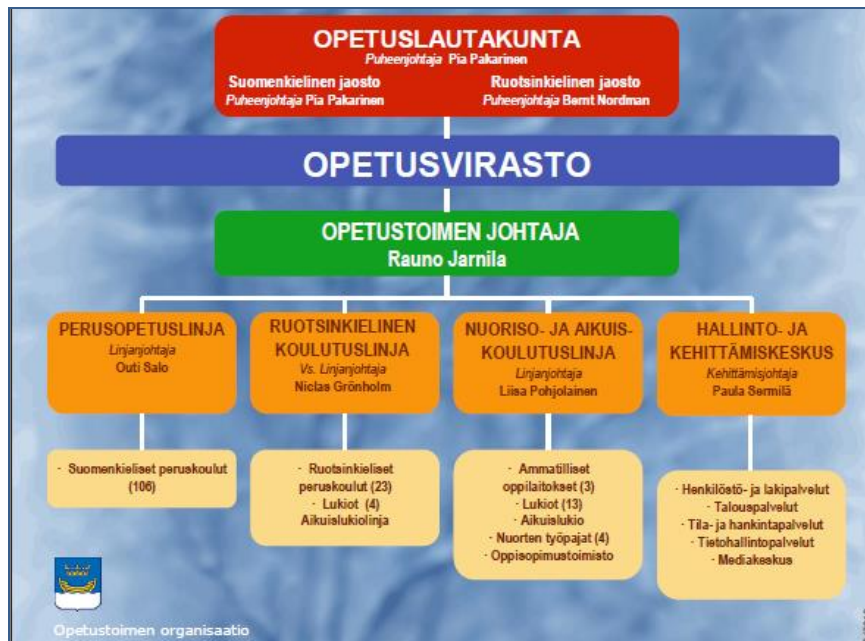 OPETUSLAUTAKUNTA
Puheenjohtaja Pia Pakarinen
Suomenkielinen jaosto
Puheenjohtaja Pia Pakarinen
Ruotsinkielinen jaosto
Puheenjohtaja Bernt Nordman
OPETUSVIRASTO
OPETUSTOIMEN JOHTAJA
Rauno Jarnila
PERUSOPETUSLINJA
Linjanjohtaja
Outi Salo
RUOTSINKIELINEN
KOULUTUSLINJA
Vs. Linjanjohtaja
Niclas Grönholm
NUORISO- JA AIKUIS-
KOULUTUSLINJA
Linjanjohtaja
Liisa Pohjolainen
HALLINTO- JA
KEHITTÄMISKESKUS
Kehittämisjohtaja
Paula Sermilä
· Suomenkieliset peruskoulut
(106)
· Ruotsinkieliset
peruskoulut (23)
· Lukiot (4)
Aikuislukiolinja
· Ammatilliset
oppilaitokset (3)
· Lukiot (13)
· Aikuislukio
· Nuorten työpajat (4)
· Oppisopimustoimisto
· Henkilöstö- ja lakipalvelut
· Talouspalvelut
· Tila- ja hankintapalvelut
· Tietohallintopalvelut
· Mediakeskus
Opetustoimen organisaatio